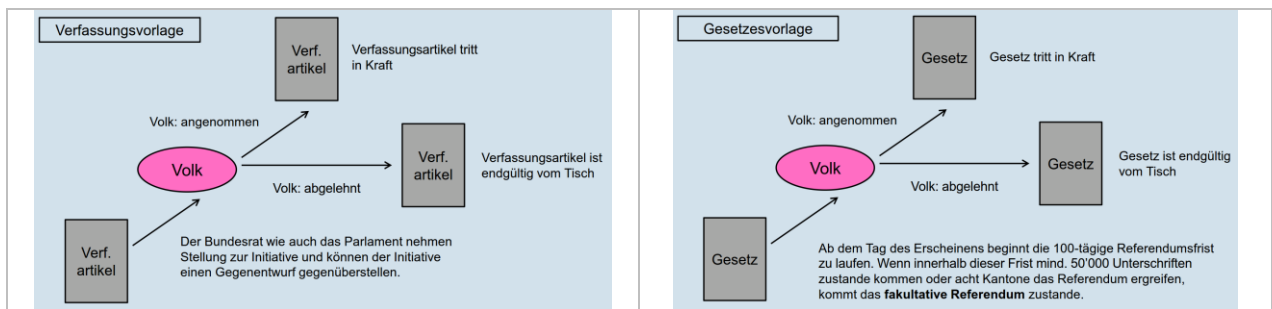 Verfassungsvorlage
Verf.
artikel
Verfassungsartikel tritt
in Kraft
Volk: angenommen
Volk
Verf.
artikel
Verfassungsartikel ist
endgültig vom Tisch
Volk: abgelehnt
Verf.
artikel
Der Bundesrat wie auch das Parlament nehmen
Stellung zur Initiative und können der Initiative
einen Gegenentwurf gegenüberstellen.
Gesetzesvorlage
Gesetz
Gesetz tritt in Kraft
Volk: angenommen
Volk
Gesetz
Gesetz ist endgültig
vom Tisch
Volk: abgelehnt
Gesetz
Ab dem Tag des Erscheinens beginnt die 100-tägige Referendumsfrist
zu laufen. Wenn innerhalb dieser Frist mind. 50'000 Unterschriften
zustande kommen oder acht Kantone das Referendum ergreifen,
kommt das fakultative Referendum zustande.